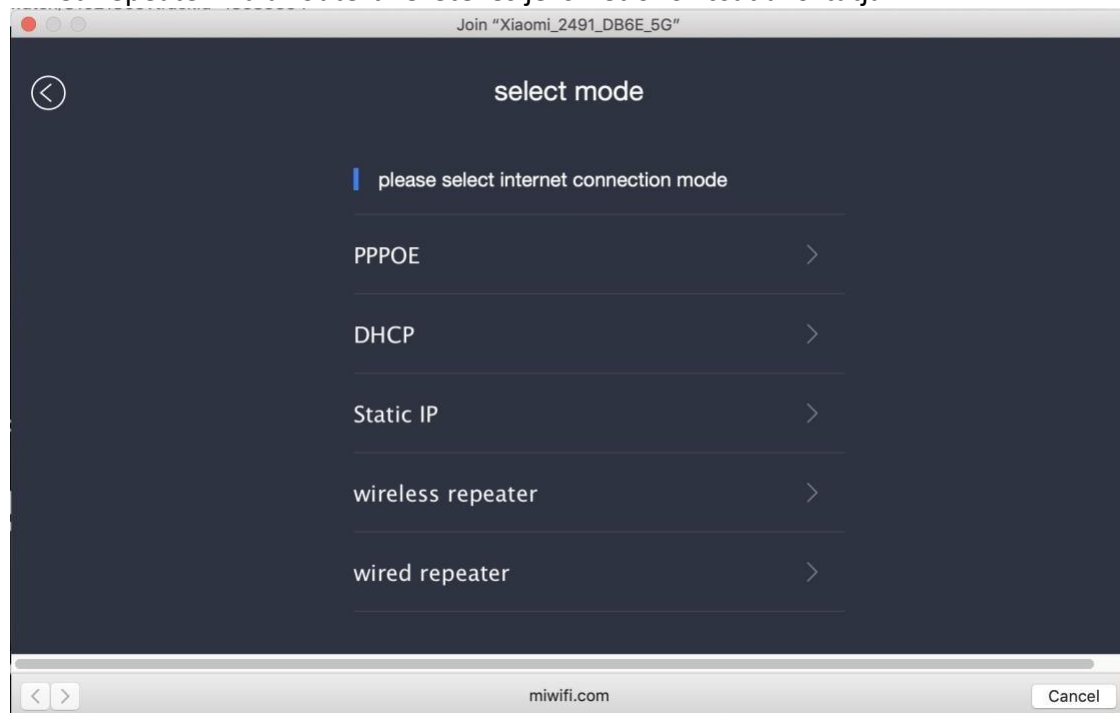 Join “Xiaomi_2491_DB6E_5G”
select mode
please select internet connection mode
PPPOE
DHCP
Static IP
wireless repeater
wired repeater
miwifi.com
Cancel